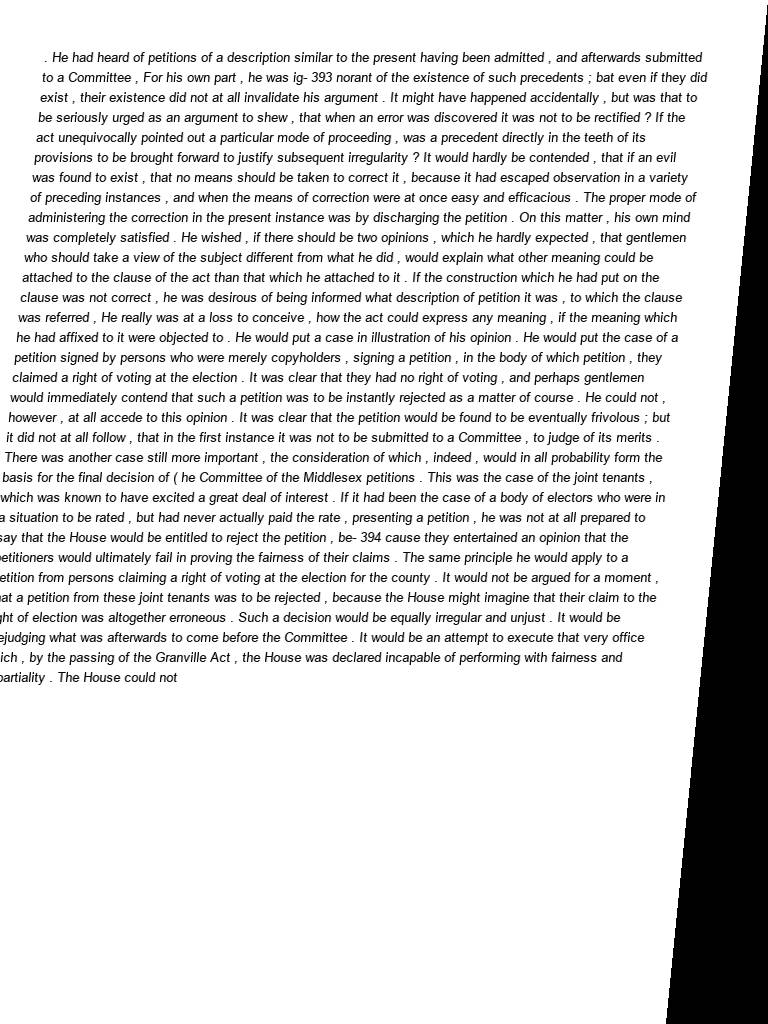 . He had heard of petitions of a description similar to the present having been admitted , and afterwards submitted
to a Committee , For his own part , he was ig- 393 norant of the existence of such precedents ; bat even if they did
exist , their existence did not at all invalidate his argument . It might have happened accidentally , but was that to
be seriously urged as an argument to shew , that when an error was discovered it was not to be rectified ? If the
act unequivocally pointed out a particular mode of proceeding , was a precedent directly in the teeth of its
provisions to be brought forward to justify subsequent irregularity ? It would hardly be contended , that if an evil
was found to exist , that no means should be taken to correct it , because it had escaped observation in a variety
of preceding instances , and when the means of correction were at once easy and efficacious . The proper mode of
administering the correction in the present instance was by discharging the petition . On this matter , his own mind
was completely satisfied . He wished , if there should be two opinions , which he hardly expected , that gentlemen
who should take a view of the subject different from what he did , would explain what other meaning could be
attached to the clause of the act than that which he attached to it . If the construction which he had put on the
clause was not correct , he was desirous of being informed what description of petition it was , to which the clause
was referred , He really was at a loss to conceive , how the act could express any meaning , if the meaning which
he had affixed to it were objected to . He would put a case in illustration of his opinion . He would put the case of a
petition signed by persons who were merely copyholders , signing a petition , in the body of which petition , they
claimed a right of voting at the election . It was clear that they had no right of voting , and perhaps gentlemen
would immediately contend that such a petition was to be instantly rejected as a matter of course . He could not ,
however , at all accede to this opinion . It was clear that the petition would be found to be eventually frivolous ; but
it did not at all follow , that in the first instance it was not to be submitted to a Committee , to judge of its merits .
There was another case still more important , the consideration of which , indeed , would in all probability form the
basis for the final decision of ( he Committee of the Middlesex petitions . This was the case of the joint tenants ,
which was known to have excited a great deal of interest . If it had been the case of a body of electors who were in
a situation to be rated , but had never actually paid the rate , presenting a petition , he was not at all prepared to
say that the House would be entitled to reject the petition , be- 394 cause they entertained an opinion that the
petitioners would ultimately fail in proving the fairness of their claims . The same principle he would apply to a
etition from persons claiming a right of voting at the election for the county . It would not be argued for a moment ,
at a petition from these joint tenants was to be rejected , because the House might imagine that their claim to the
ght of election was altogether erroneous . Such a decision would be equally irregular and unjust . It would be
ejudging what was afterwards to come before the Committee . It would be an attempt to execute that very office
ich , by the passing of the Granville Act , the House was declared incapable of performing with fairness and
partiality . The House could not